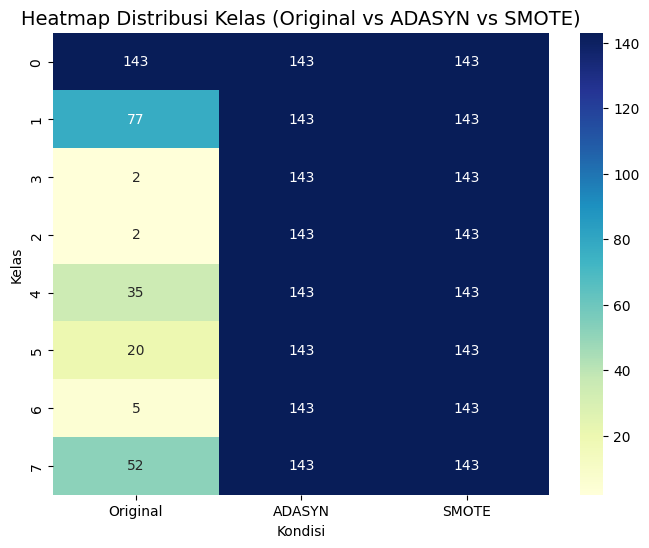 Heatmap Distribusi Kelas (Original vs ADASYN vs SMOTE)
0 143 143 143
1 77 143 143
3 2 143 143
2 2 143 143
4 35 143 143
5 20 143 143
6 5 143 143
7 52 143 143
Kelas
Original ADASYN SMOTE
Kondisi
140
120
100
80
60
40
20